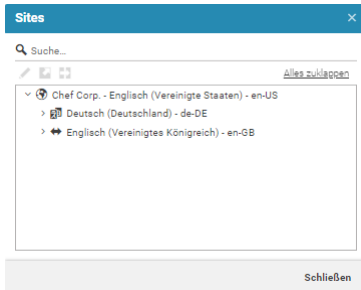 Sites
Suche...
Alles zuklappen
Chef Corp. - Englisch (Vereinigte Staaten) - en-US
Deutsch (Deutschland) - de-DE
Englisch (Vereinigtes Königreich) - en-GB
Schließen